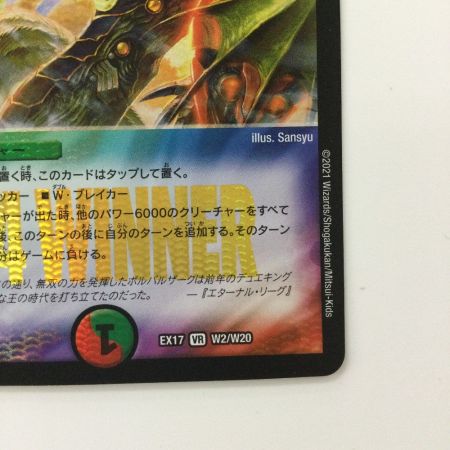 illus. Sansyu
ャー
置く時、このカードはタップして置く。
ッカー ■W・ブレイカー
ャーが出た時、他のパワー6000のクリーチャーをすべて
後、このターンの後に自分のターンを追加する。そのターン
分はゲームに負ける。
WINNER
の通り、無双の力を発揮したボルバルザークは前年のデュエキング
な王の時代を打ち立てたのだった。 ―『エターナル・リーグ』
1
EX17 VR W2/W20
©2021 Wizards/Shogakukan/Mitsui-Kids